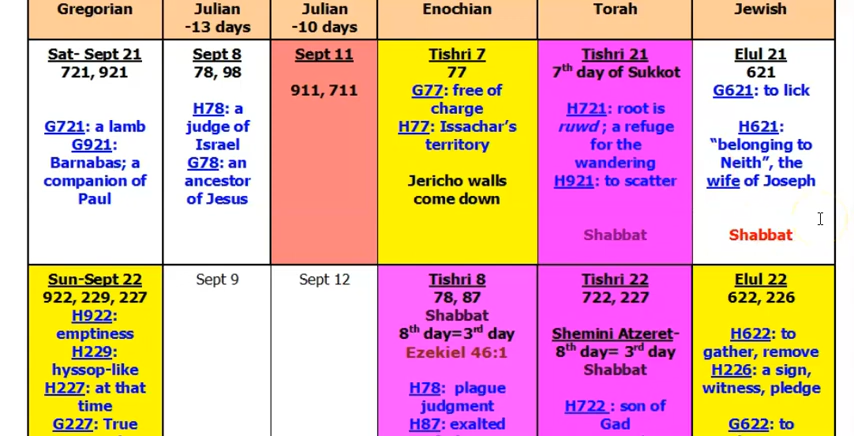 Gregorian
Julian
-13 days
Julian
-10 days
Enochian
Torah
Jewish
Sat- Sept 21
721, 921
G721: a lamb
G921:
Barnabas; a
companion of
Paul
Sept 8
78, 98
H78: a
judge of
Israel
G78: an
ancestor
of Jesus
Sept 11
911, 711
Tishri 7
77
G77: free of
charge
H77: Issachar's
territory
Jericho walls
come down
Tishri 21
7th day of Sukkot
H721: root is
ruwd ; a refuge
for the
wandering
H921: to scatter
Shabbat
Elul 21
621
G621: to lick
H621:
"belonging to
Neith", the
wife of Joseph
Shabbat
Sun-Sept 22
922, 229, 227
H922:
emptiness
H229:
hyssop-like
H227: at that
time
G227: True
Sept 9
Sept 12
Tishri 8
78, 87
Shabbat
8th day=3rd day
Ezekiel 46:1
H78: plague
judgment
H87: exalted
Tishri 22
722, 227
Shemini Atzeret-
8th day= 3rd day
Shabbat
H722 : son of
Gad
Elul 22
622, 226
H622: to
gather, remove
H226: a sign,
witness, pledge
G622: to